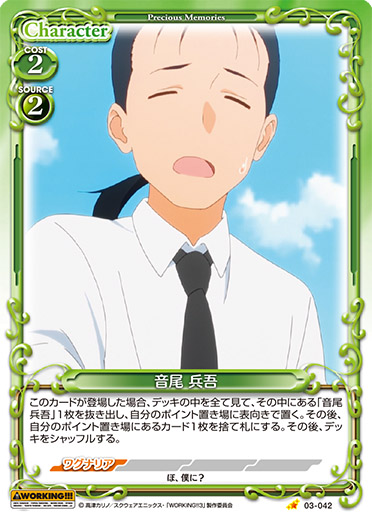 Precious Memories
Character
COST
2
SOURCE
2
音尾 兵吾
このカードが登場した場合、デッキの中を全て見て、その中にある「音尾
兵吾」1枚を抜き出し、自分のポイント置き場に表向きで置く。その後、
自分のポイント置き場にあるカード1枚を捨て札にする。その後、デッ
キをシャッフルする。
ワグナリア
ぼ、僕に?
WORKING!!!
© 高津カリノ/スクウェアエニックス・「WORKING!!3」製作委員会
03-042